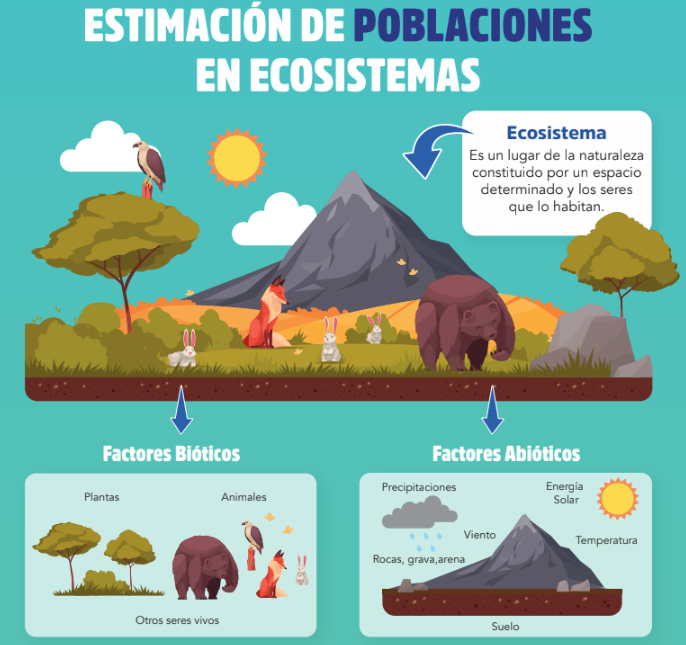 ESTIMACIÓN DE POBLACIONES
EN ECOSISTEMAS
Ecosistema
Es un lugar de la naturaleza
constituido por un espacio
determinado y los seres
que lo habitan.
Factores Bióticos
Plantas
Animales
Otros seres vivos
Factores Abióticos
Precipitaciones
Energía
Solar
Viento
Temperatura
Rocas, grava,arena
Suelo